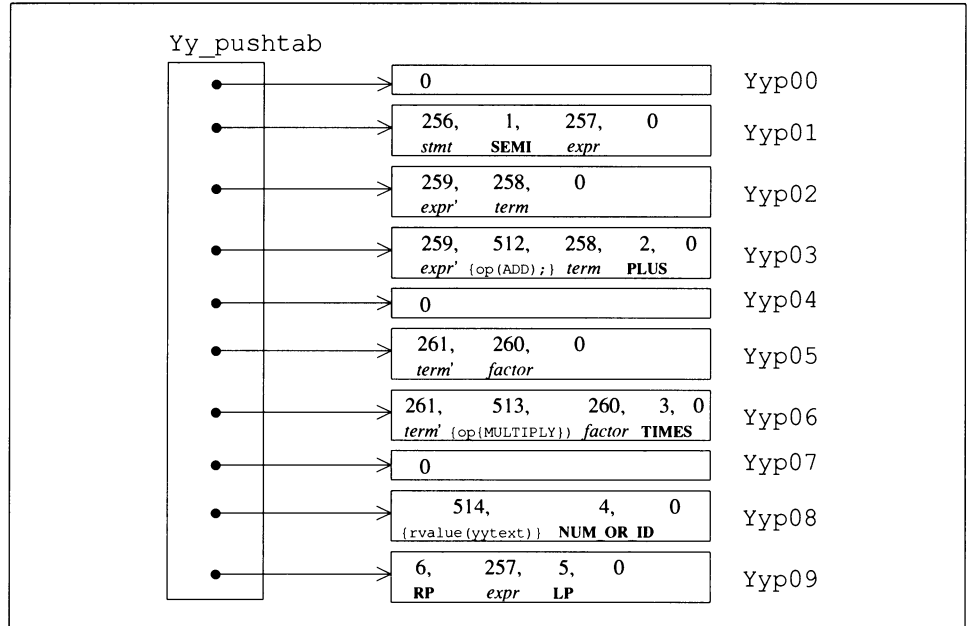 Yy_pushtab
0 Yyp00
256, 1, 257, 0
stmt SEMI expr
Yyp01
259, 258, 0
expr' term
Yyp02
259, 512, 258, 2, 0
expr' {op(ADD);} term PLUS
Yyp03
0 Yyp04
261, 260, 0
term' factor
Yyp05
261, 513, 260, 3, 0
term' {op{MULTIPLY}) factor TIMES
Yyp06
0 Yyp07
514, 4, 0
{rvalue(yytext)} NUM_OR_ID
Yyp08
6, 257, 5, 0
RP expr LP
Yyp09